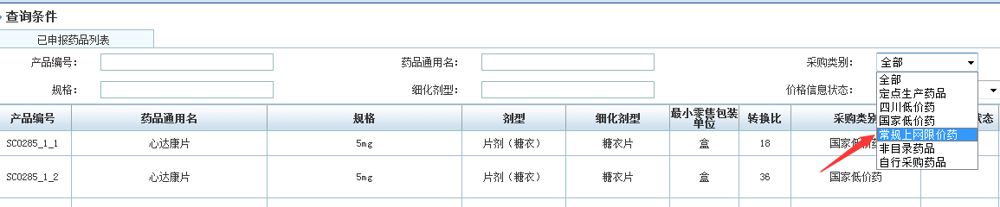 查询条件
已申报药品列表
产品编号： 药品通用名： 采购类别： 全部
规格： 细化剂型： 价格信息状态：
全部
定点生产药品
四川低价药
国家低价药
常规上网限价药
非目录药品
自行采购药品
产品编号 药品通用名 规格 剂型 细化剂型 最小零售包装单位 转换比 采购类别 状态
SC0285_1_1 心达康片 5mg 片剂（糖衣） 糖衣片 盒 18 国家低价药
SC0285_1_2 心达康片 5mg 片剂（糖衣） 糖衣片 盒 36 国家低价药